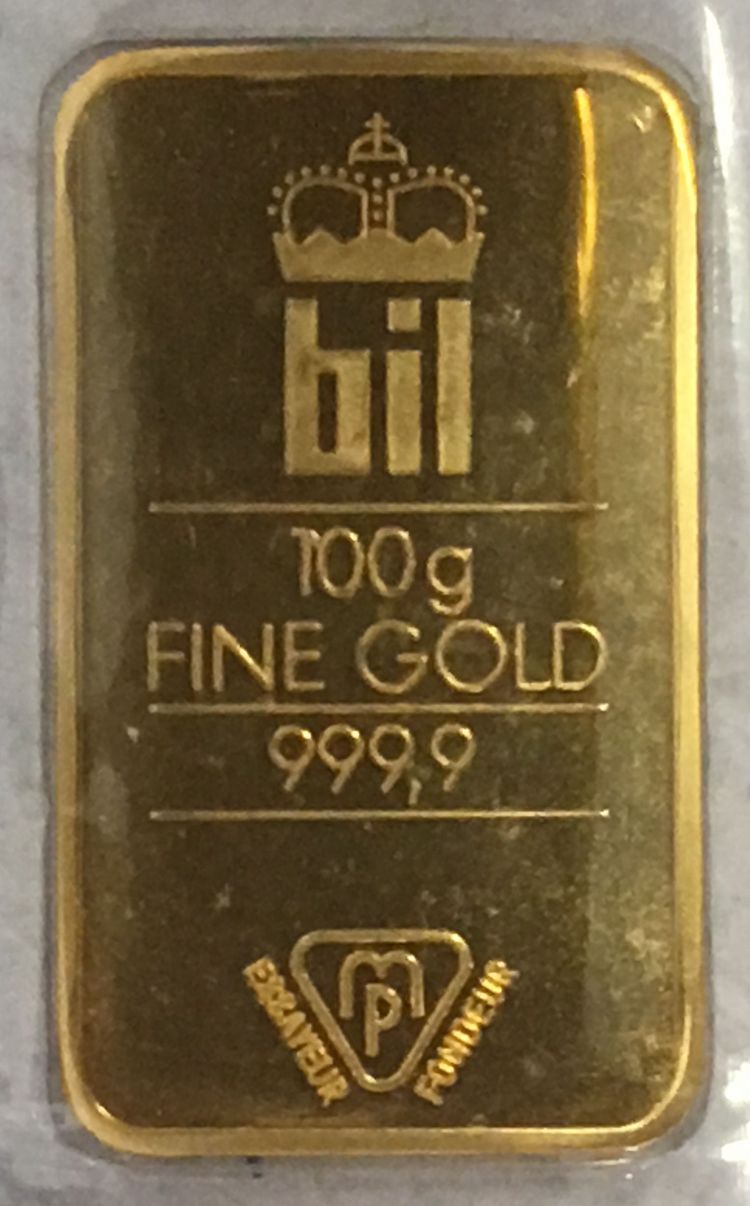 bil
100g
FINE GOLD
999,9
mp
ESSAYEUR
FONDEUR